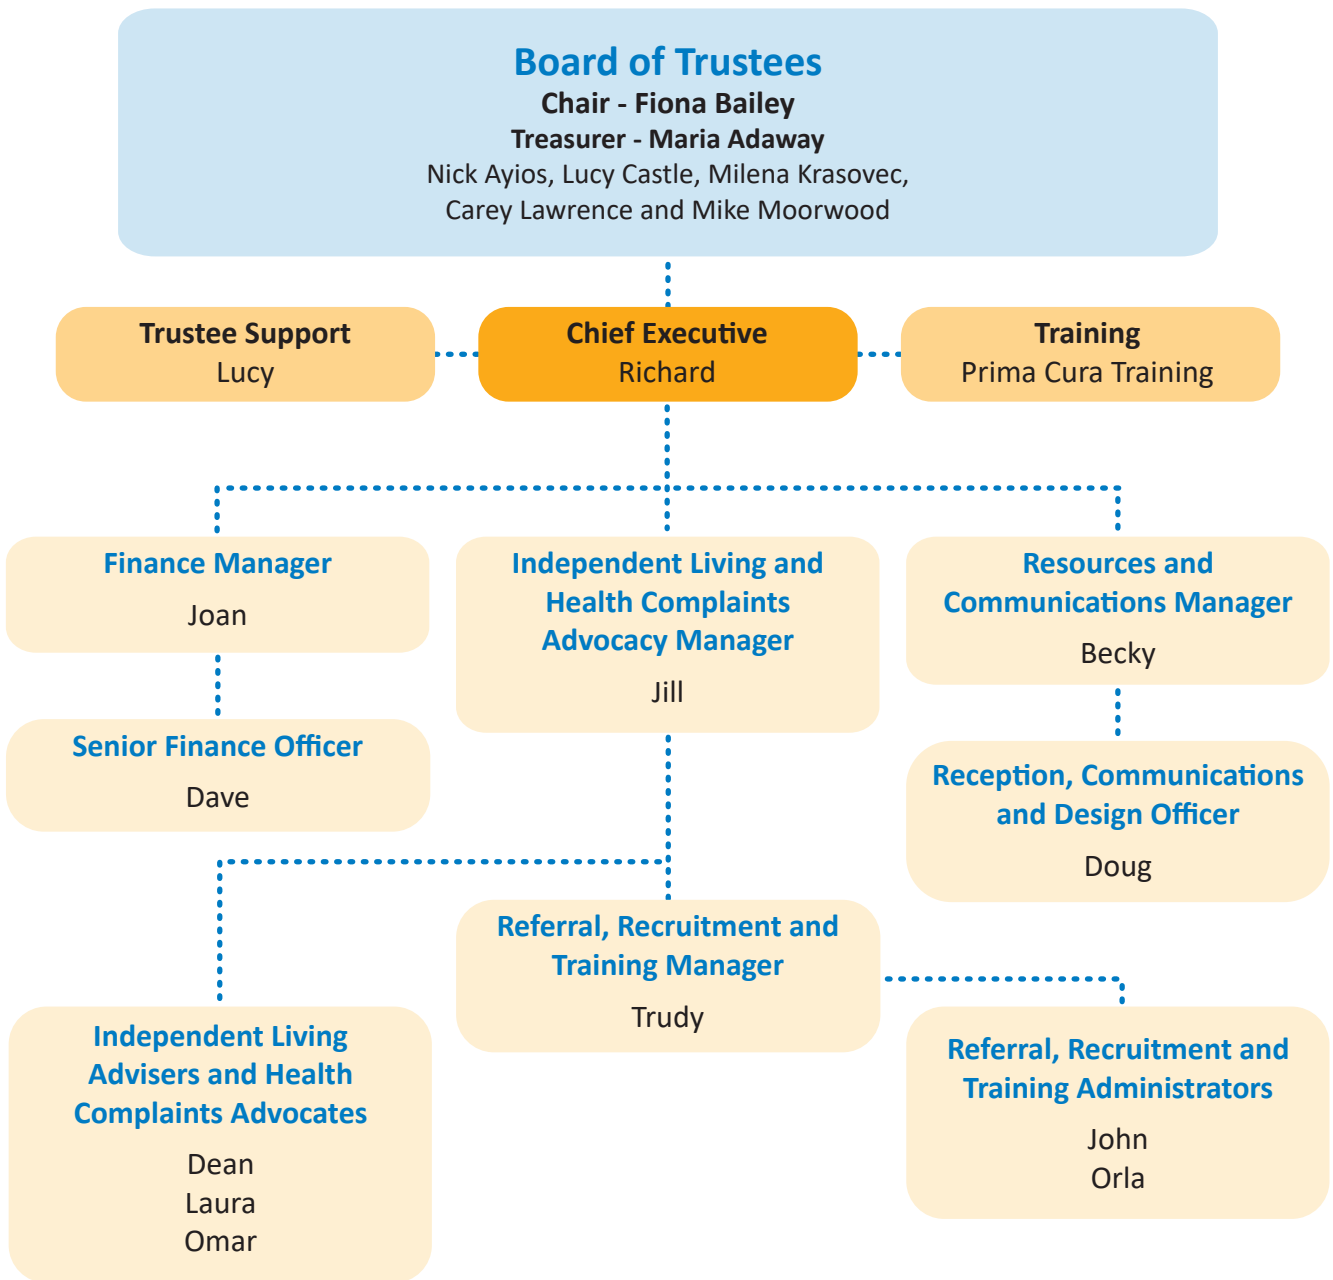 Board of Trustees
Chair - Fiona Bailey
Treasurer - Maria Adaway
Nick Ayios, Lucy Castle, Milena Krasovec,
Carey Lawrence and Mike Moorwood
Trustee Support
Lucy
Chief Executive
Richard
Training
Prima Cura Training
Finance Manager
Joan
Independent Living and
Health Complaints
Advocacy Manager
Jill
Resources and
Communications Manager
Becky
Senior Finance Officer
Dave
Reception, Communications
and Design Officer
Doug
Referral, Recruitment and
Training Manager
Trudy
Independent Living
Advisers and Health
Complaints Advocates
Dean
Laura
Omar
Referral, Recruitment and
Training Administrators
John
Orla